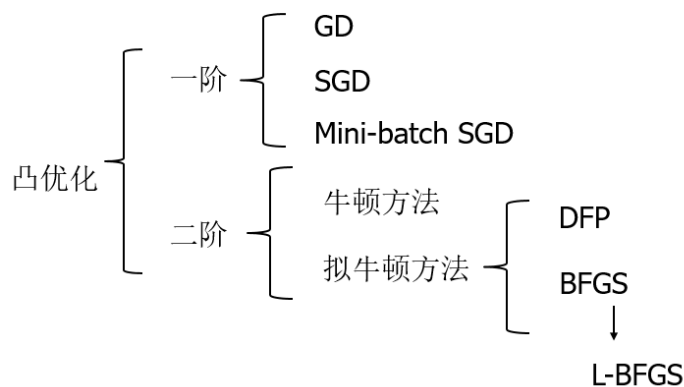 凸优化
一阶
GD
SGD
Mini-batch SGD
二阶
牛顿方法
拟牛顿方法
DFP
BFGS
L-BFGS